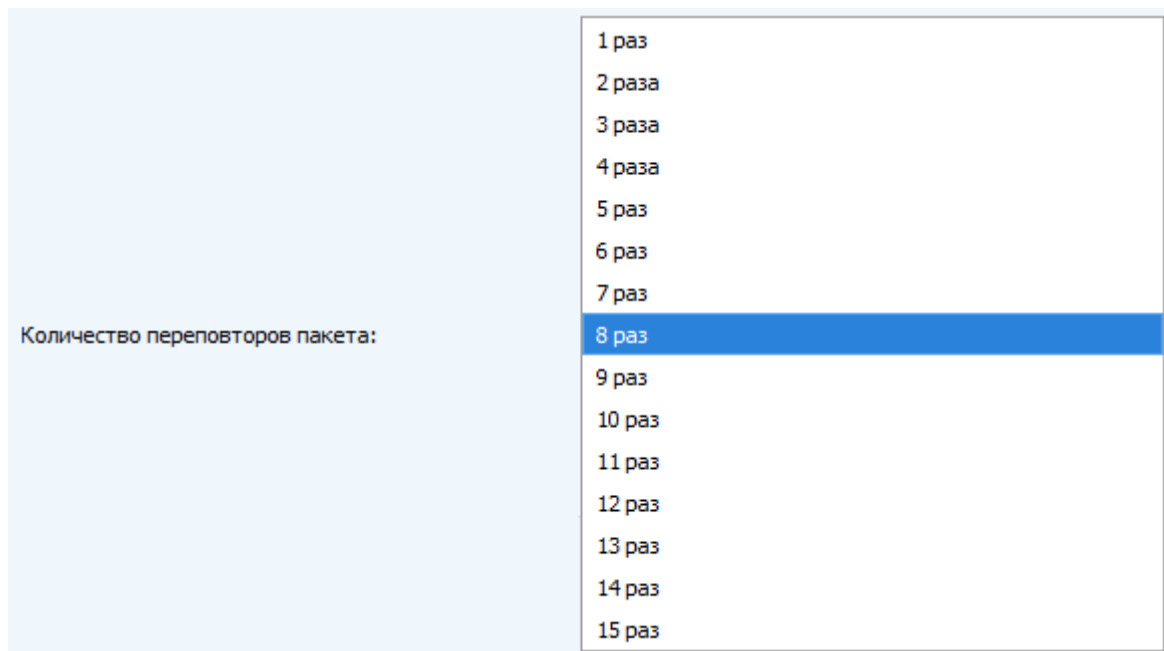 1 раз
2 раза
3 раза
4 раза
5 раз
6 раз
7 раз
Количество переповторов пакета:
8 раз
9 раз
10 раз
11 раз
12 раз
13 раз
14 раз
15 раз